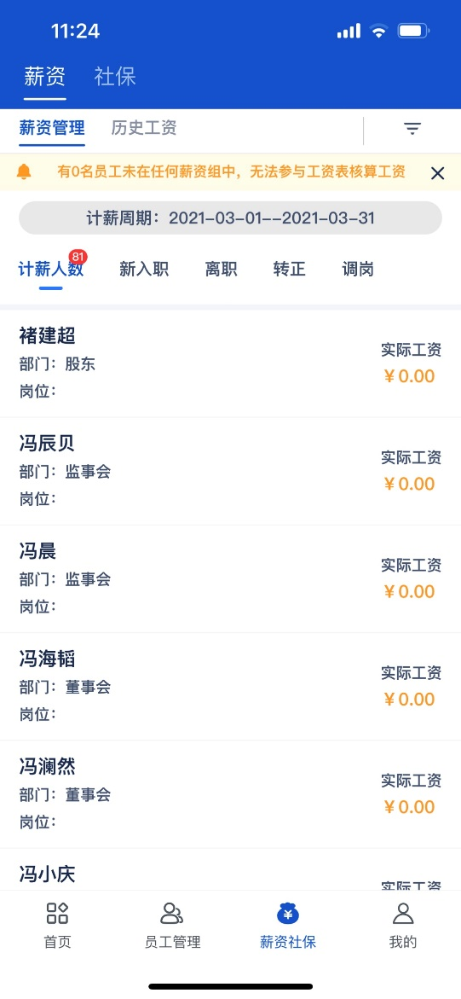 11:24
薪资 社保
薪资管理 历史工资
有0名员工未在任何薪资组中，无法参与工资表核算工资
计薪周期：2021-03-01--2021-03-31
计薪人数 81 新入职 离职 转正 调岗
褚建超
部门：股东
岗位：
实际工资
¥0.00
冯辰贝
部门：监事会
岗位：
实际工资
¥0.00
冯晨
部门：监事会
岗位：
实际工资
¥0.00
冯海韬
部门：董事会
岗位：
实际工资
¥0.00
冯澜然
部门：董事会
岗位：
实际工资
¥0.00
冯小庆
实际工资
首页 员工管理 薪资社保 我的